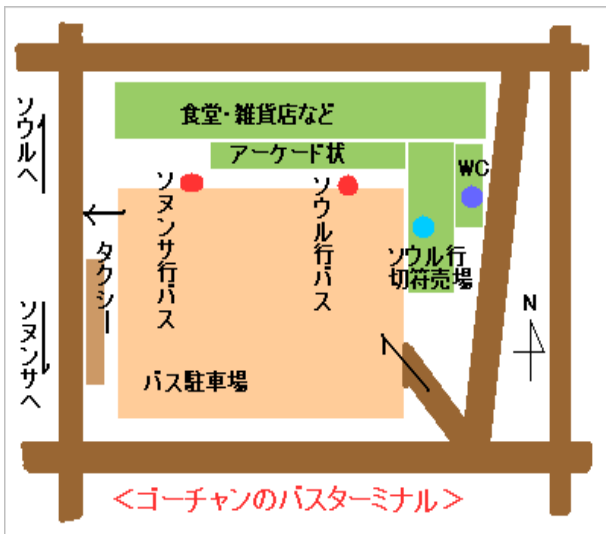 食堂・雑貨店など
アーケード状
WC
ソウルへ
ソヌンサ行バス
ソウル行バス
ソウル行
切符売場
タクシー
ソヌンサへ
N
バス駐車場
＜ゴーチャンのバスターミナル＞